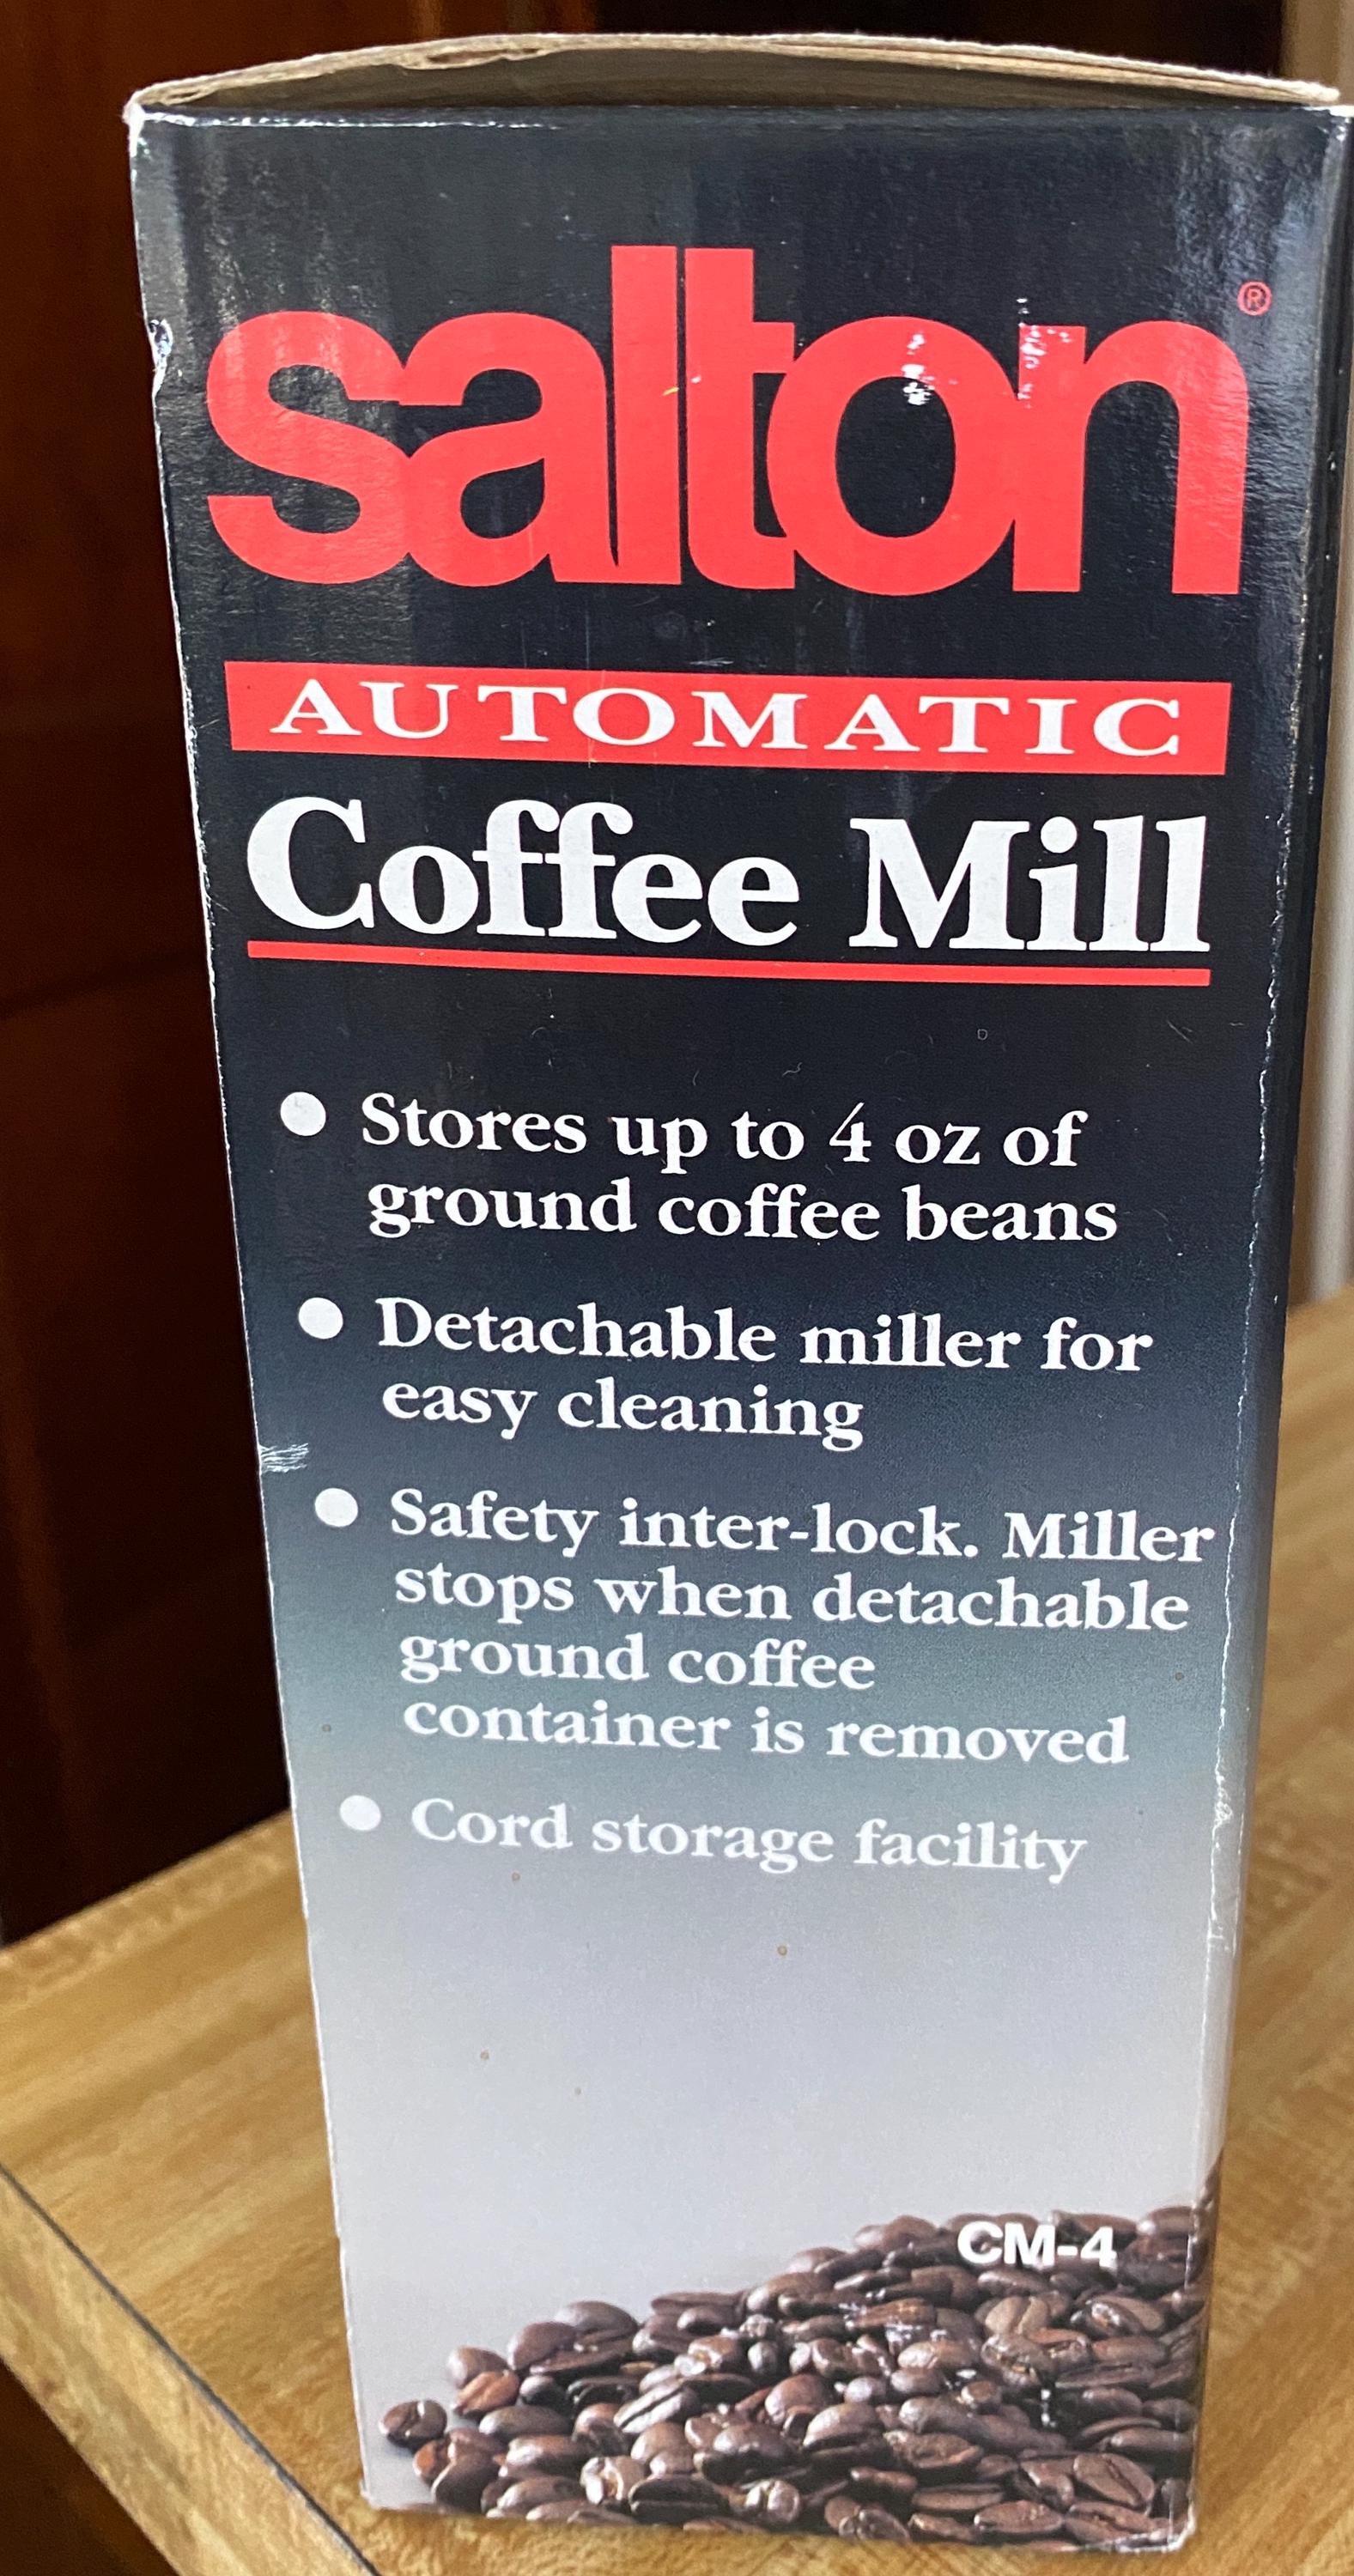 salton®
AUTOMATIC
Coffee Mill
● Stores up to 4 oz of
ground coffee beans
● Detachable miller for
easy cleaning
● Safety inter-lock. Miller
stops when detachable
ground coffee
container is removed
● Cord storage facility
CM-4